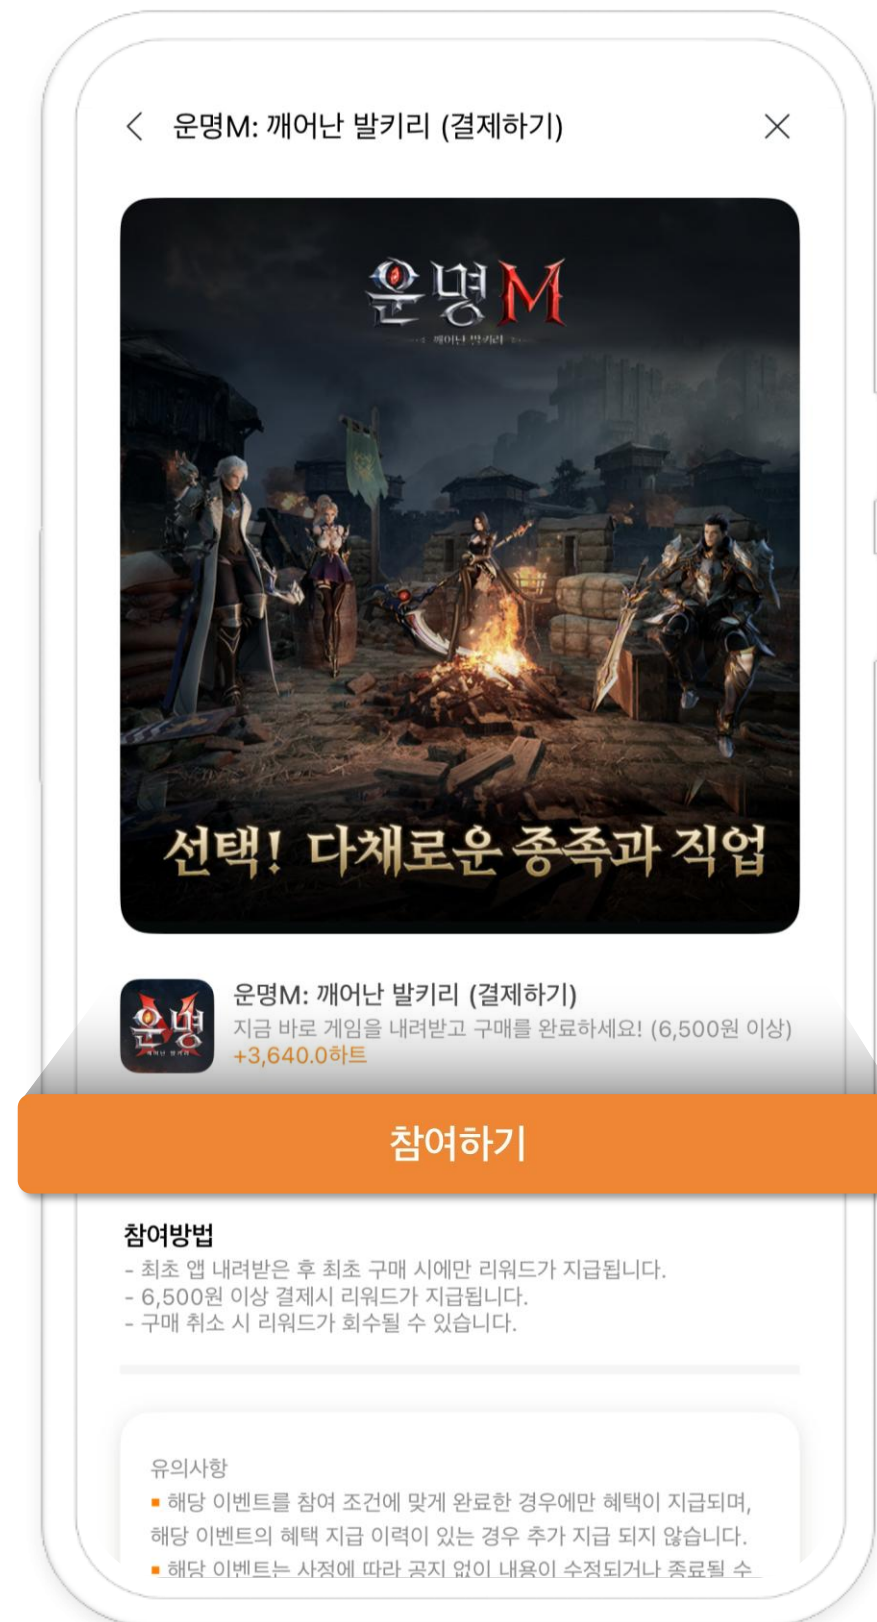 운명M: 깨어난 발키리 (결제하기)
운명M
깨어난 발키리
선택! 다채로운 종족과 직업
운명
깨어난 발키리
운명M: 깨어난 발키리 (결제하기)
지금 바로 게임을 내려받고 구매를 완료하세요! (6,500원 이상)
+3,640.0하트
참여하기
참여방법
- 최초 앱 내려받은 후 최초 구매 시에만 리워드가 지급됩니다.
- 6,500원 이상 결제시 리워드가 지급됩니다.
- 구매 취소 시 리워드가 회수될 수 있습니다.
유의사항
▪ 해당 이벤트를 참여 조건에 맞게 완료한 경우에만 혜택이 지급되며,
해당 이벤트의 혜택 지급 이력이 있는 경우 추가 지급 되지 않습니다.
▪ 해당 이벤트는 사정에 따라 공지 없이 내용이 수정되거나 종료될 수